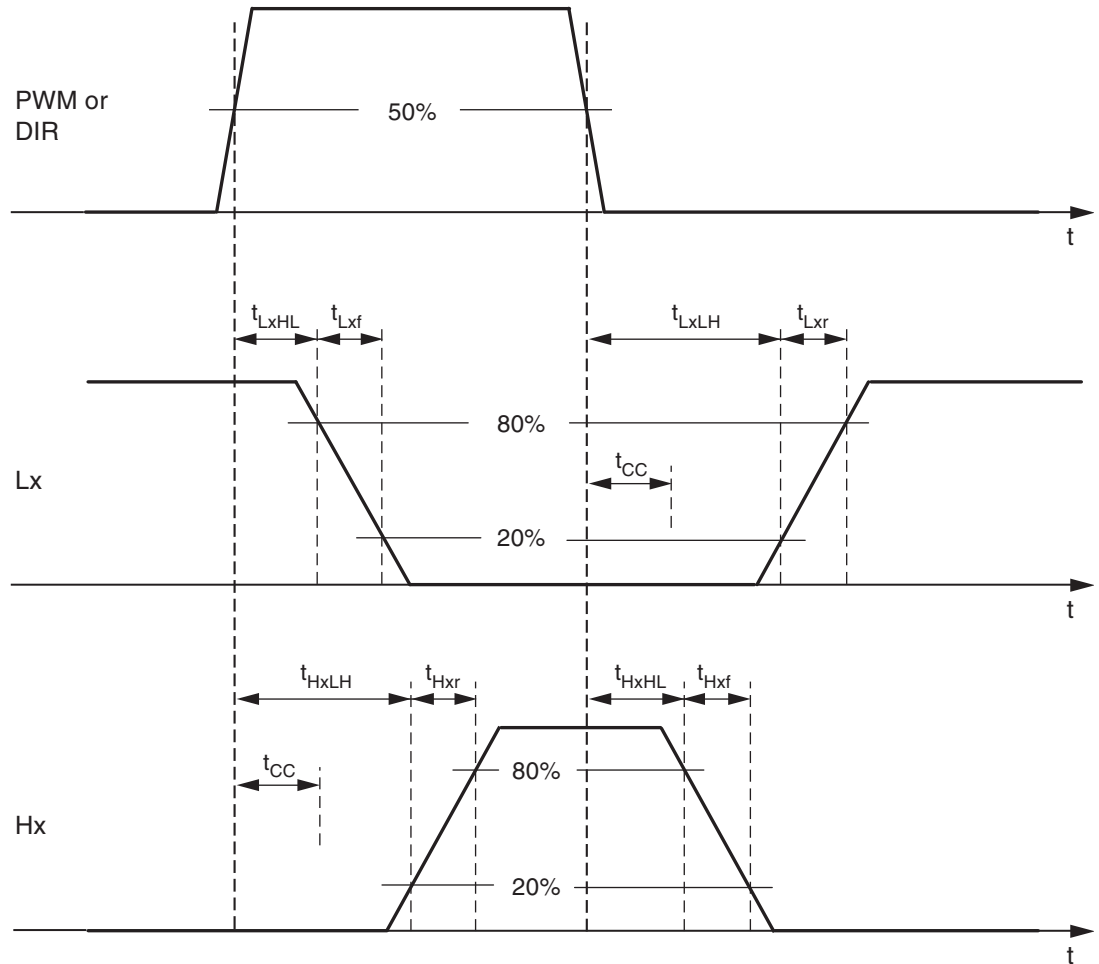 PWM or
DIR
50%
t
tLxHL
tLxf
tLxLH
tLxr
80%
tCC
Lx
20%
t
tHxLH
tHxr
tHxHL
tHxf
tCC
80%
Hx
20%
t